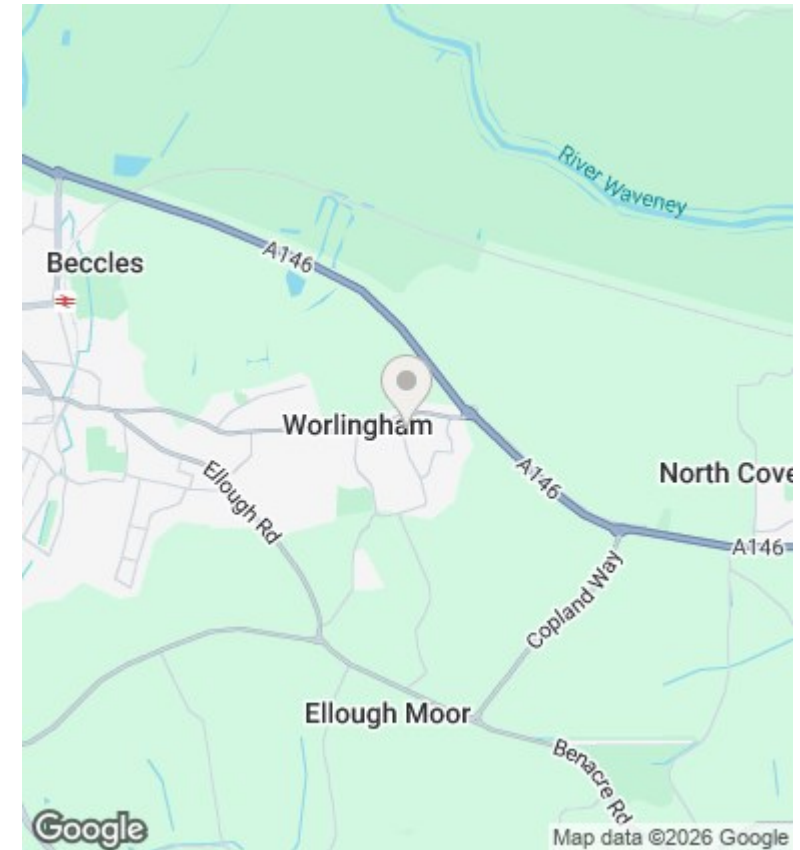 River Waveney
A146
Beccles
Worlingham
North Cove
Ellough Rd
A146
A146
Copland Way
Ellough Moor
Benacre Rd
Google
Map data ©2026 Google